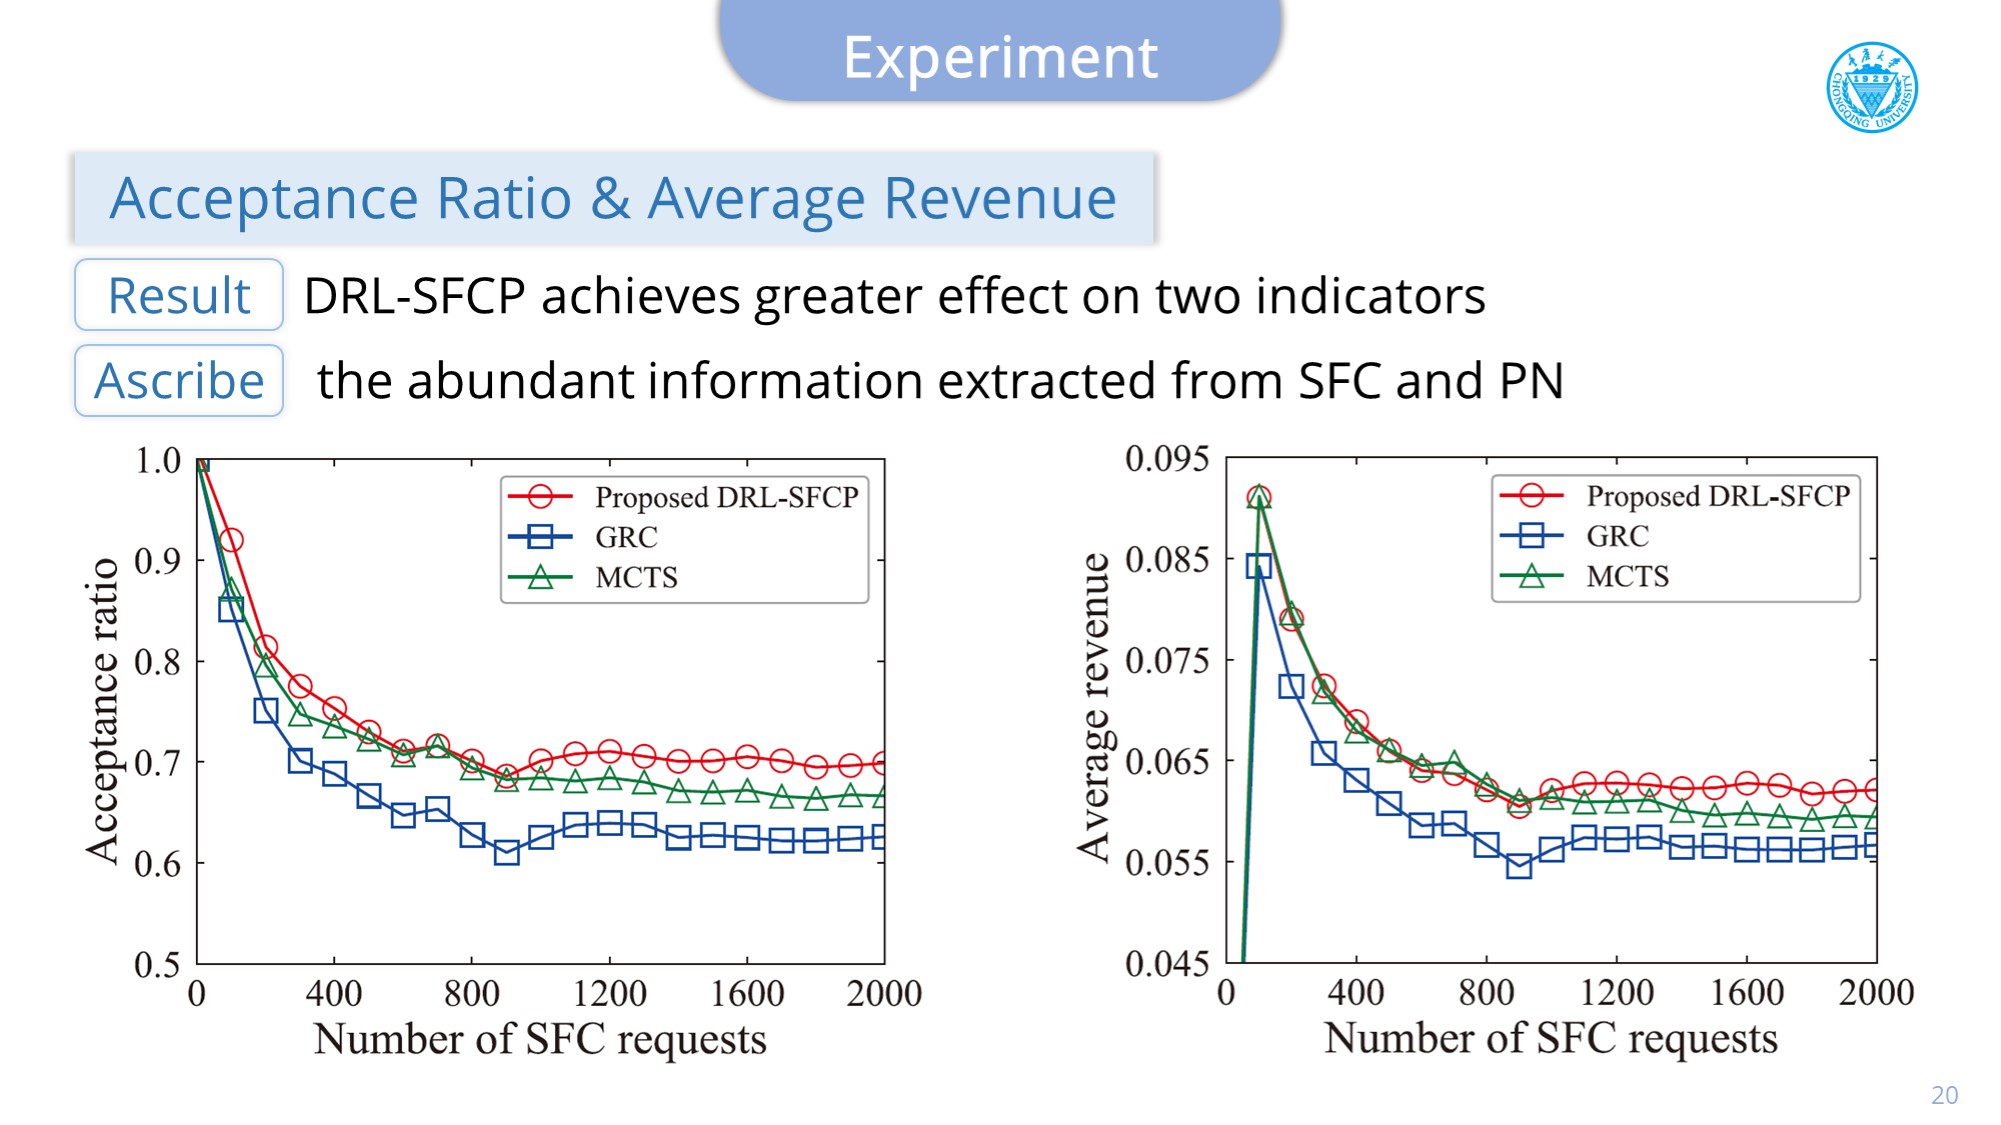 Experiment
1929
CHONGQING UNIVERSITY
Acceptance Ratio & Average Revenue
Result DRL-SFCP achieves greater effect on two indicators
Ascribe the abundant information extracted from SFC and PN
Acceptance ratio
1.0
0.9
0.8
0.7
0.6
0.5
Proposed DRL-SFCP
GRC
MCTS
0 400 800 1200 1600 2000
Number of SFC requests
Average revenue
0.095
0.085
0.075
0.065
0.055
0.045
Proposed DRL-SFCP
GRC
MCTS
0 400 800 1200 1600 2000
Number of SFC requests
20